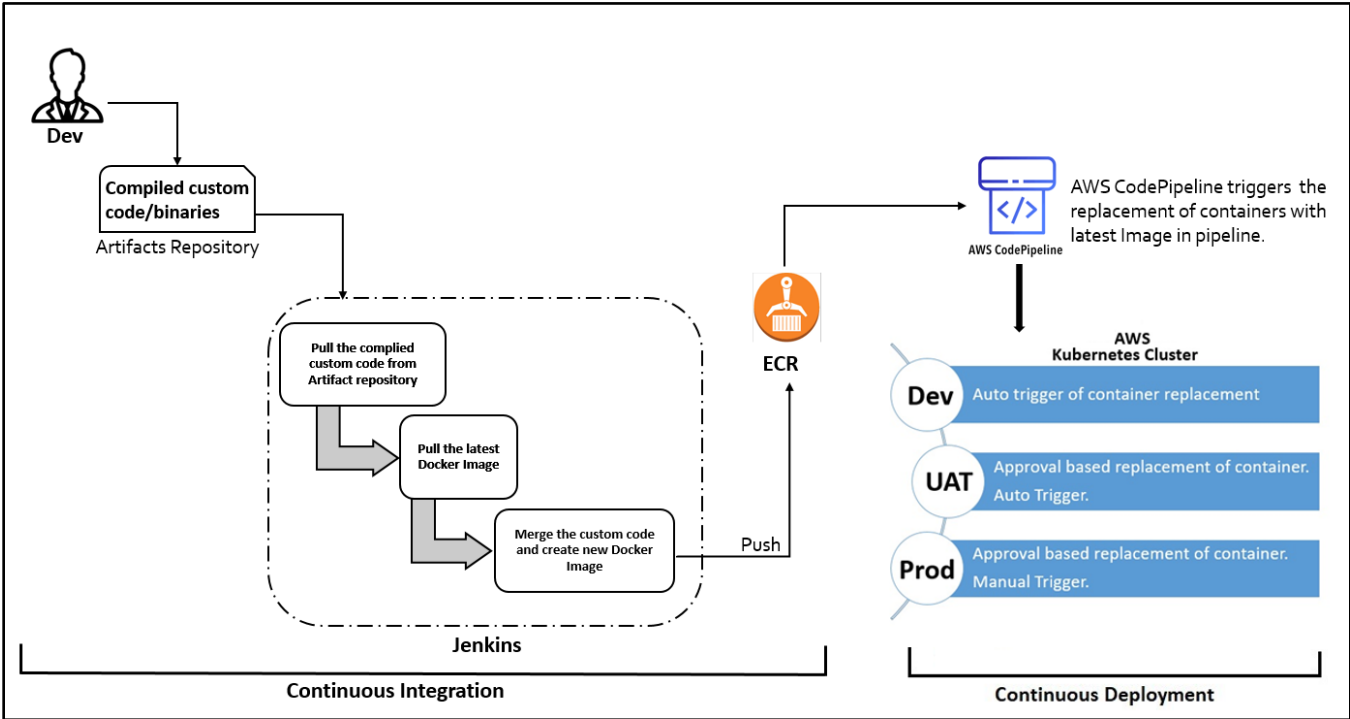 Dev
Compiled custom
code/binaries
Artifacts Repository
Pull the complied
custom code from
Artifact repository
Pull the latest
Docker Image
Merge the custom code
and create new Docker
Image
Jenkins
Push
ECR
Continuous Integration
</>
AWS CodePipeline
AWS CodePipeline triggers the
replacement of containers with
latest Image in pipeline.
AWS
Kubernetes Cluster
Dev
Auto trigger of container replacement
UAT
Approval based replacement of container.
Auto Trigger.
Prod
Approval based replacement of container.
Manual Trigger.
Continuous Deployment